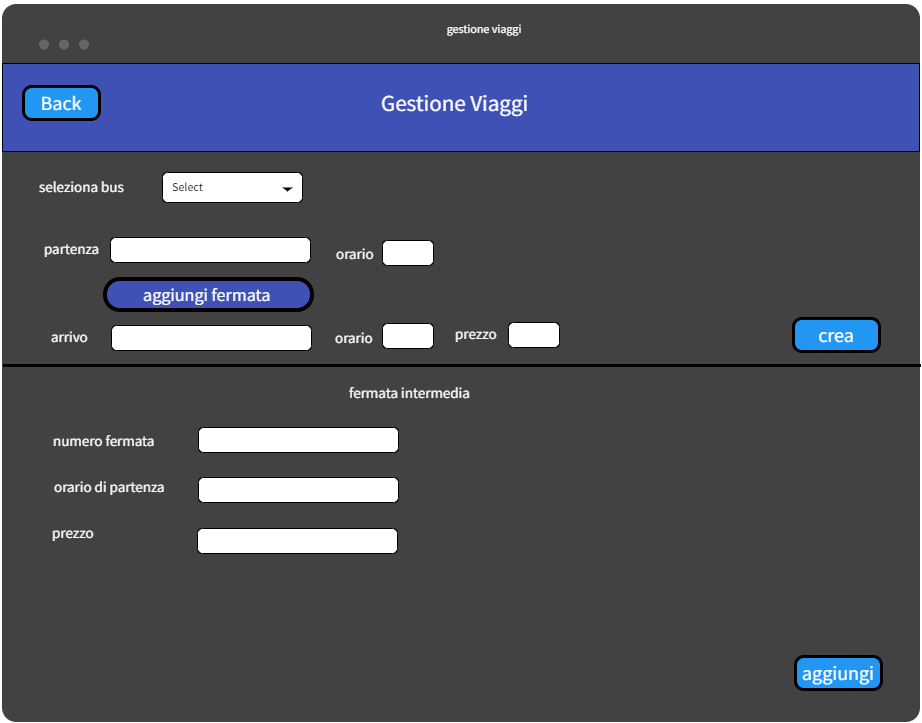 gestione viaggi
Back
Gestione Viaggi
seleziona bus
Select
partenza
orario
aggiungi fermata
arrivo
orario
prezzo
crea
fermata intermedia
numero fermata
orario di partenza
prezzo
aggiungi